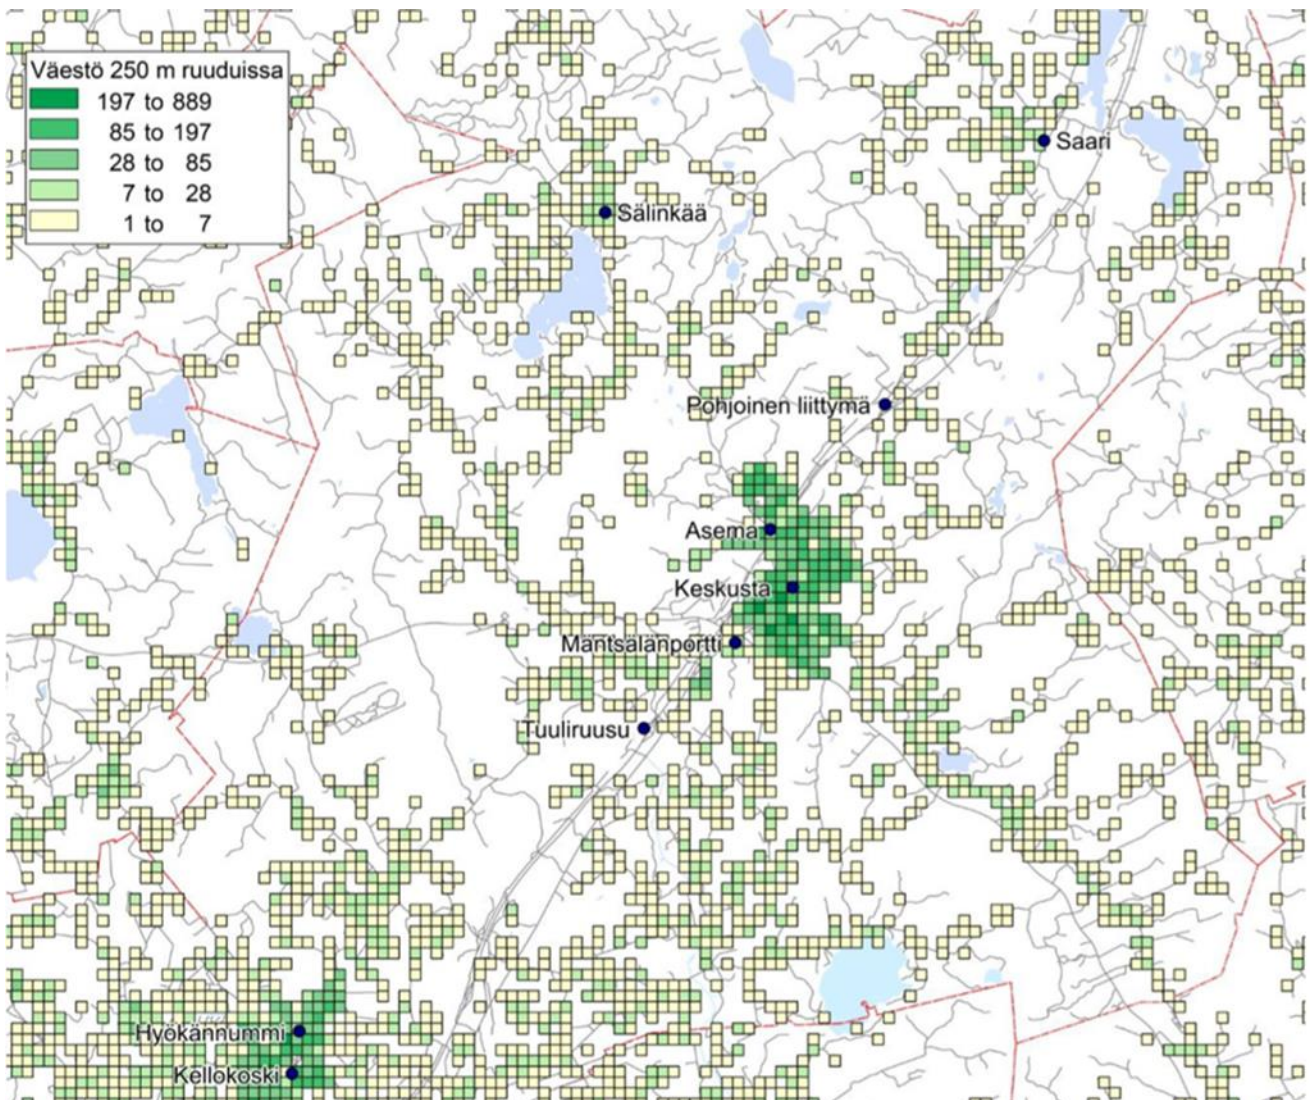 Väestö 250 m ruuduissa
197 to 889
85 to 197
28 to 85
7 to 28
1 to 7
Saari
Sälinkää
Pohjoinen liittymä
Asema
Keskusta
Mäntsälänportti
Tuuliruusu
Hyökännummi
Kellokoski